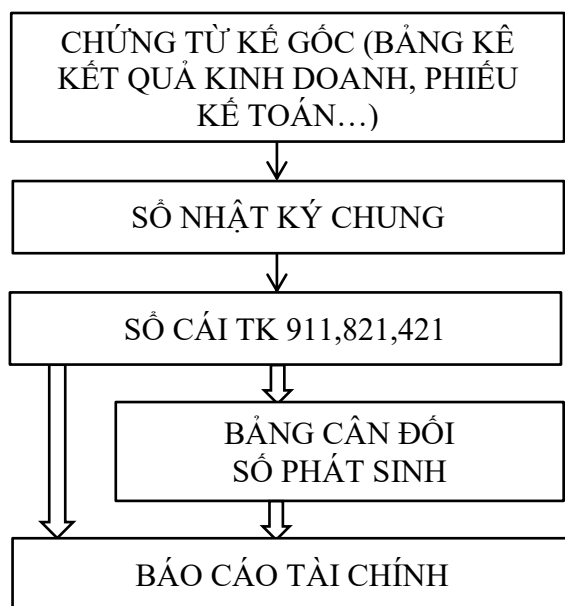 CHỨNG TỪ KẾ GỐC (BẢNG KÊ
KẾT QUẢ KINH DOANH, PHIẾU
KẾ TOÁN…)
SỔ NHẬT KÝ CHUNG
SỔ CÁI TK 911,821,421
BẢNG CÂN ĐỐI
SỐ PHÁT SINH
BÁO CÁO TÀI CHÍNH